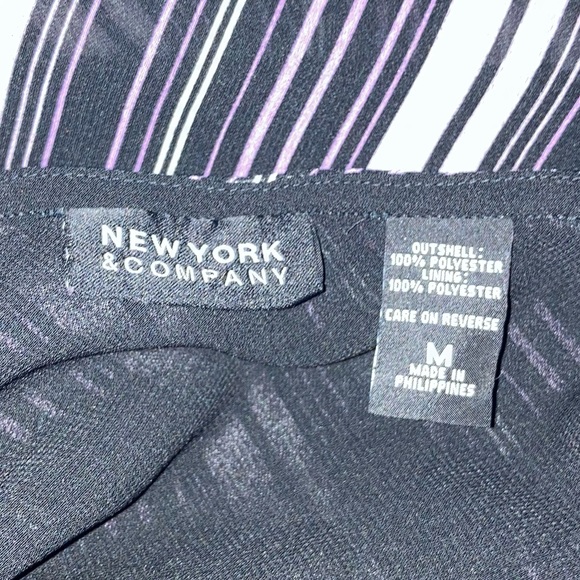 NEW YORK
& COMPANY
OUTSHELL:
100% POLYESTER
LINING:
100% POLYESTER
CARE ON REVERSE
M
MADE IN
PHILIPPINES